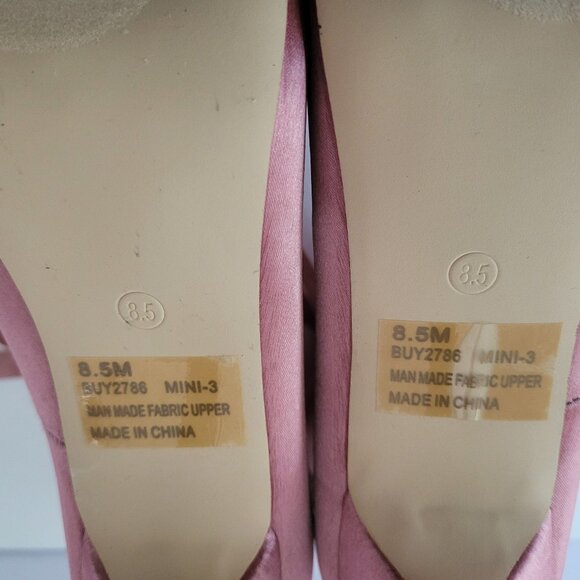 8.5
8.5M
BUY2786 MINI-3
MAN MADE FABRIC UPPER
MADE IN CHINA
8.5
8.5M
BUY2786 MINI-3
MAN MADE FABRIC UPPER
MADE IN CHINA